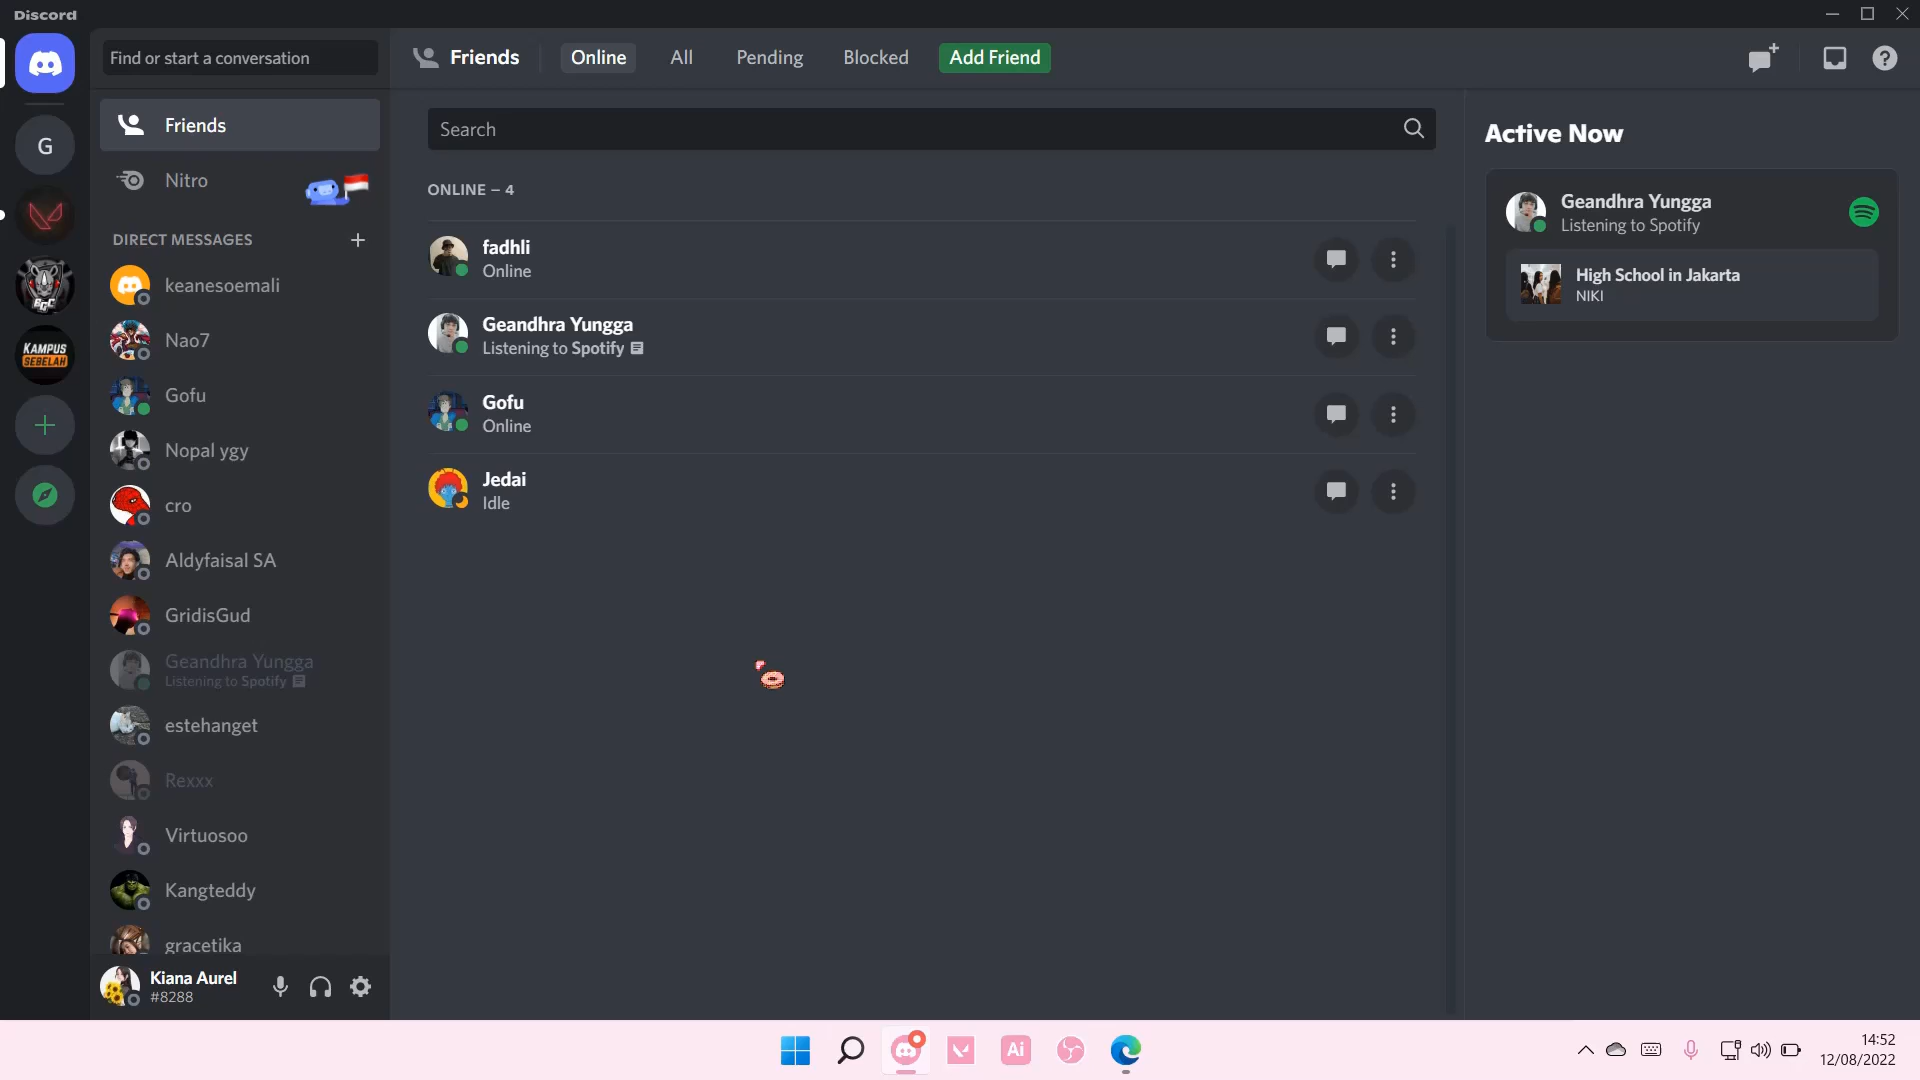 Discord
Find or start a conversation
Friends
Online
All
Pending
Blocked
Add Friend
G
KAMPUS
SEBELAH
BGC
Friends
Nitro
DIRECT MESSAGES
keanesoemali
Nao7
Gofu
Nopal ygy
cro
Aldyfaisal SA
GridisGud
Geandhra Yungga
Listening to Spotify
estehanget
Rexxx
Virtuosoo
Kangteddy
gracetika
Kiana Aurel
#8288
Search
ONLINE – 4
fadhli
Online
Geandhra Yungga
Listening to Spotify
Gofu
Online
Jedai
Idle
Active Now
Geandhra Yungga
Listening to Spotify
High School in Jakarta
NIKI
Ai
14:52
12/08/2022